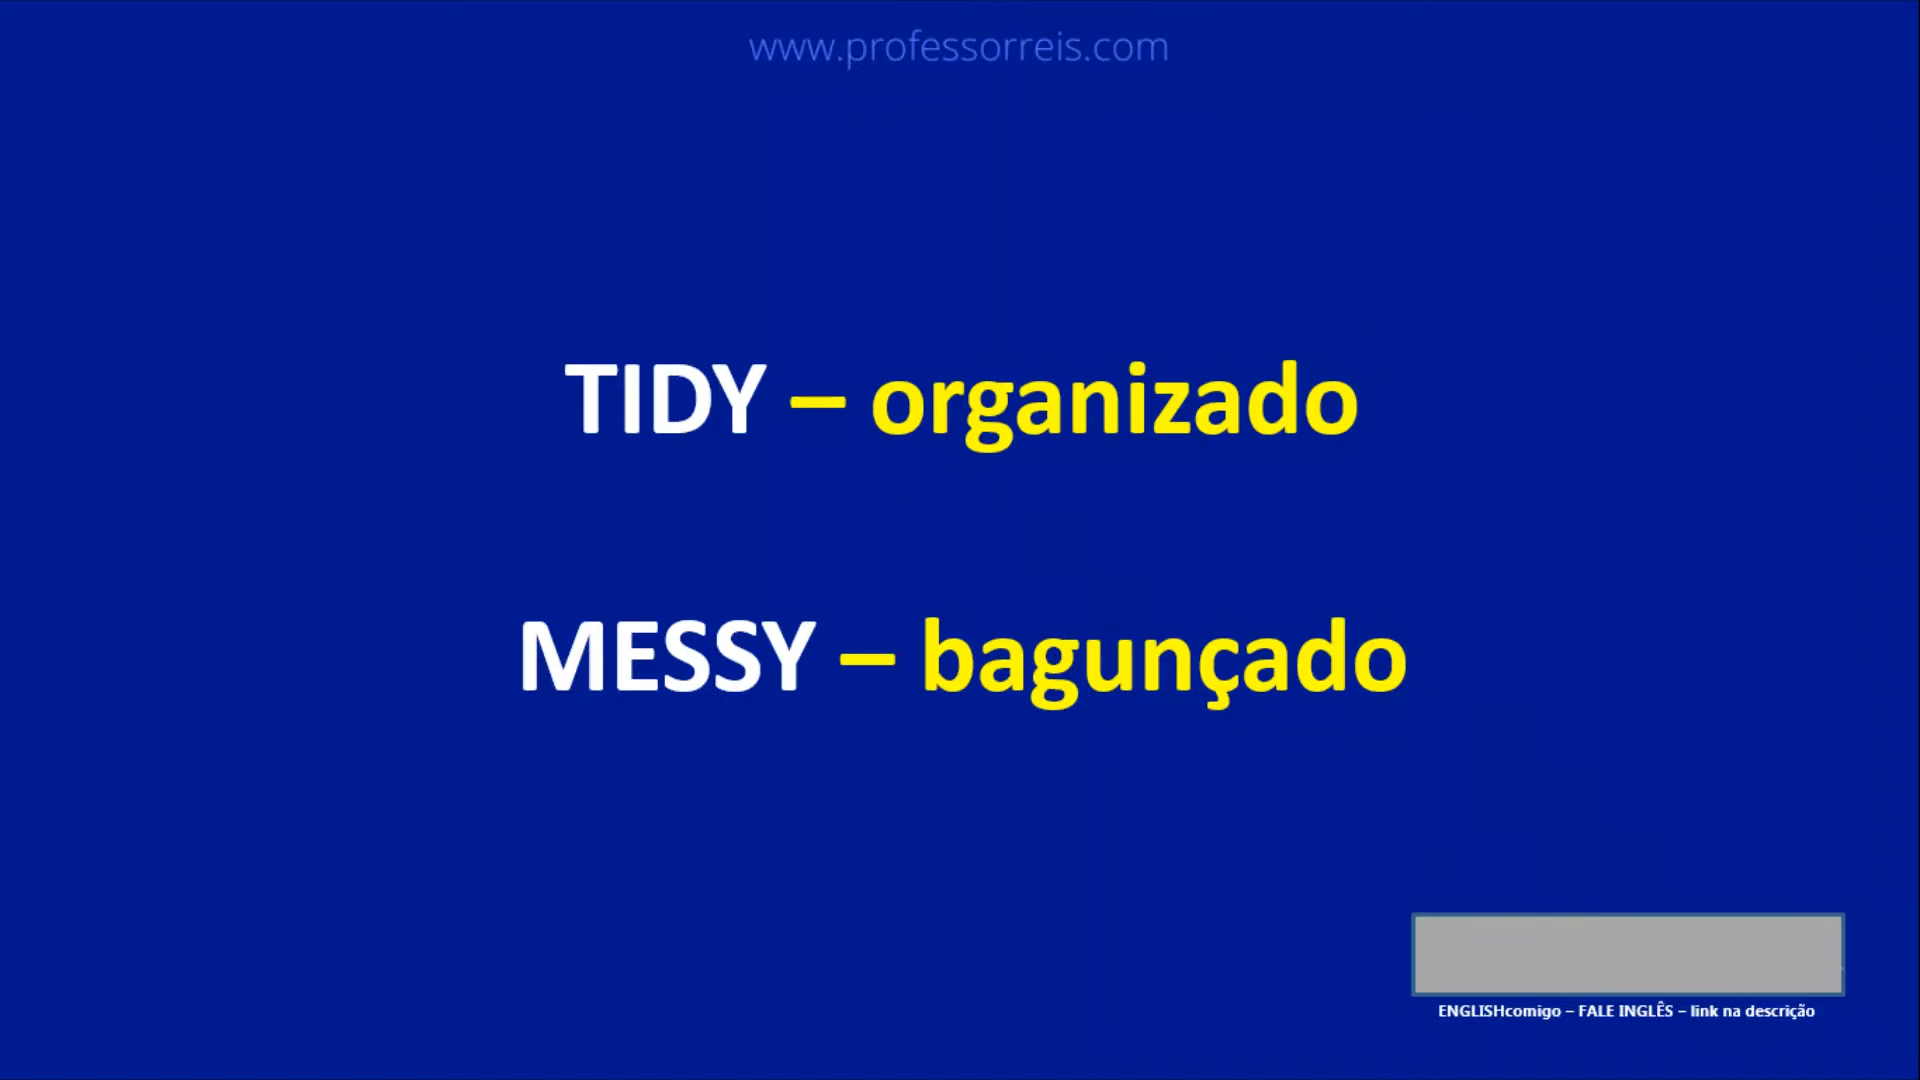 www.professorreis.com
TIDY – organizado
MESSY – bagunçado
ENGLISHcomigo – FALE INGLÊS – link na descrição